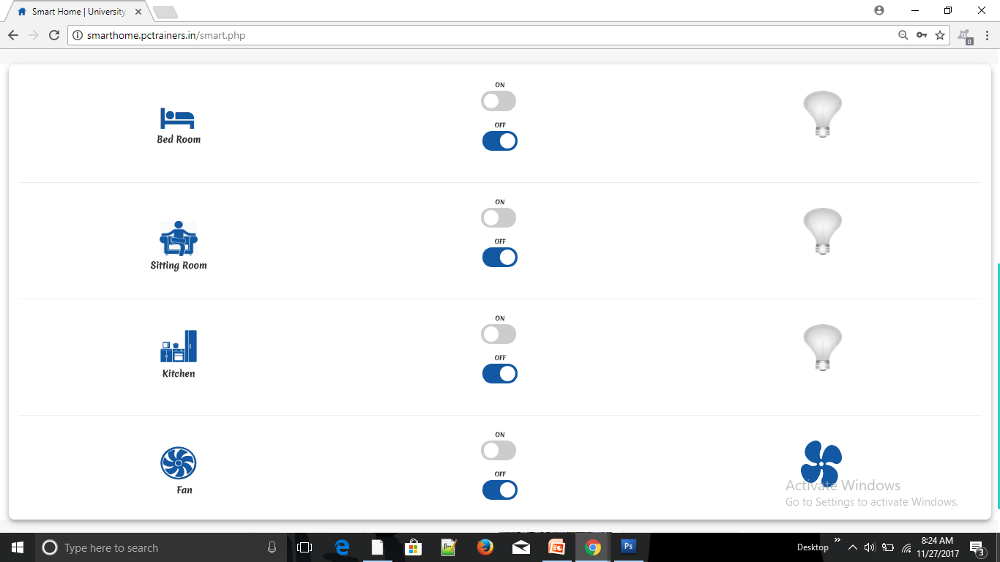 Smart Home | University
smarthome.pctrainers.in/smart.php
0
ON
OFF
Bed Room
ON
OFF
Sitting Room
ON
OFF
Kitchen
ON
OFF
Fan
Activate Windows
Go to Settings to activate Windows.
Type here to search
Ps
Desktop
8:24 AM
11/27/2017
3